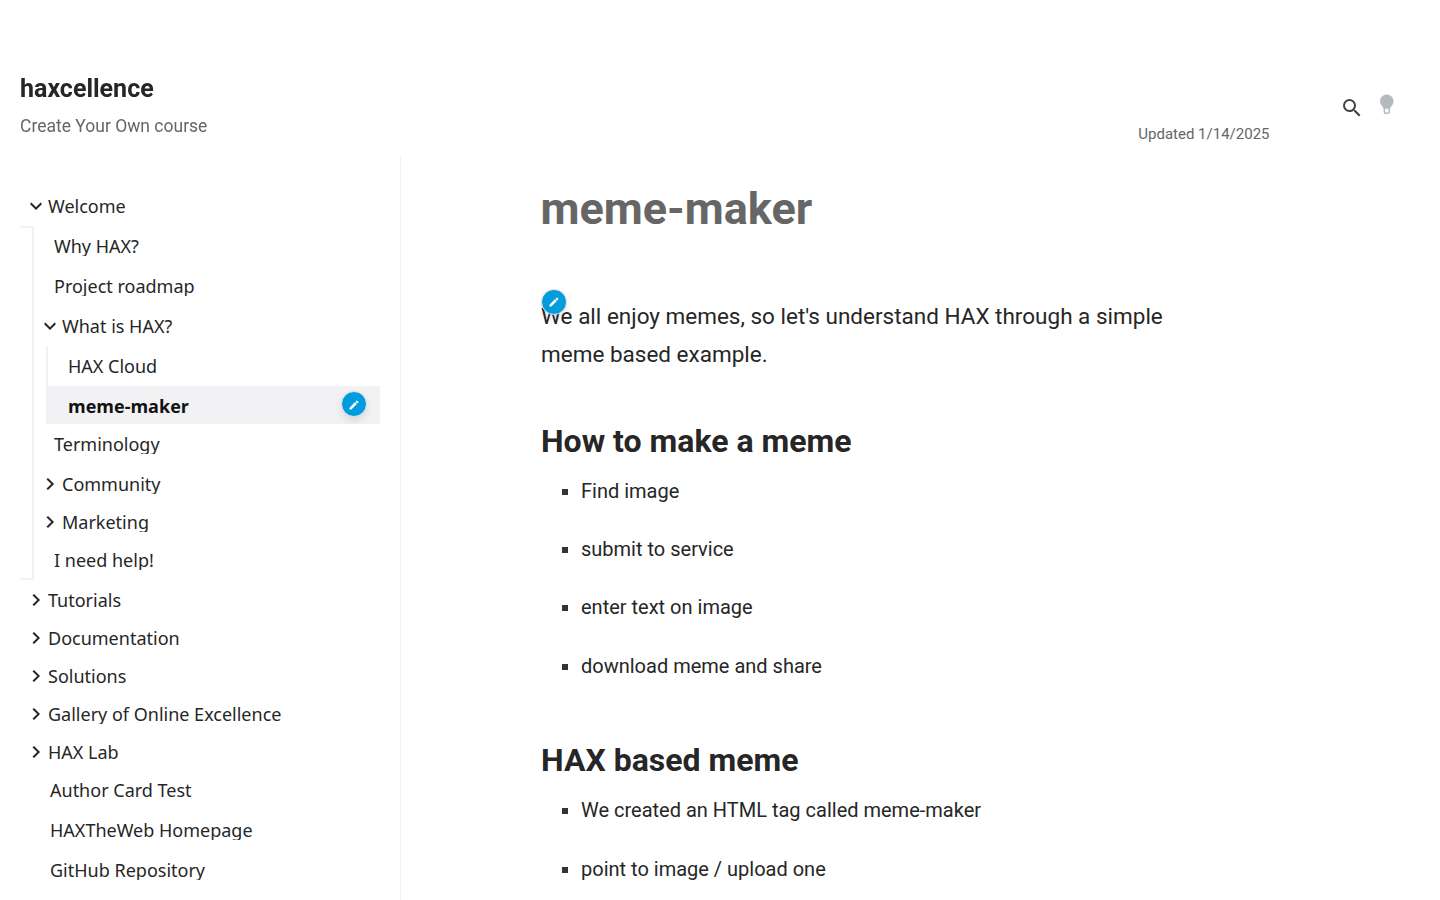 haxcellence
Create Your Own course
Updated 1/14/2025
Welcome
Why HAX?
Project roadmap
What is HAX?
HAX Cloud
meme-maker
Terminology
Community
Marketing
I need help!
Tutorials
Documentation
Solutions
Gallery of Online Excellence
HAX Lab
Author Card Test
HAXTheWeb Homepage
GitHub Repository
meme-maker
We all enjoy memes, so let's understand HAX through a simple
meme based example.
How to make a meme
Find image
submit to service
enter text on image
download meme and share
HAX based meme
We created an HTML tag called meme-maker
point to image / upload one